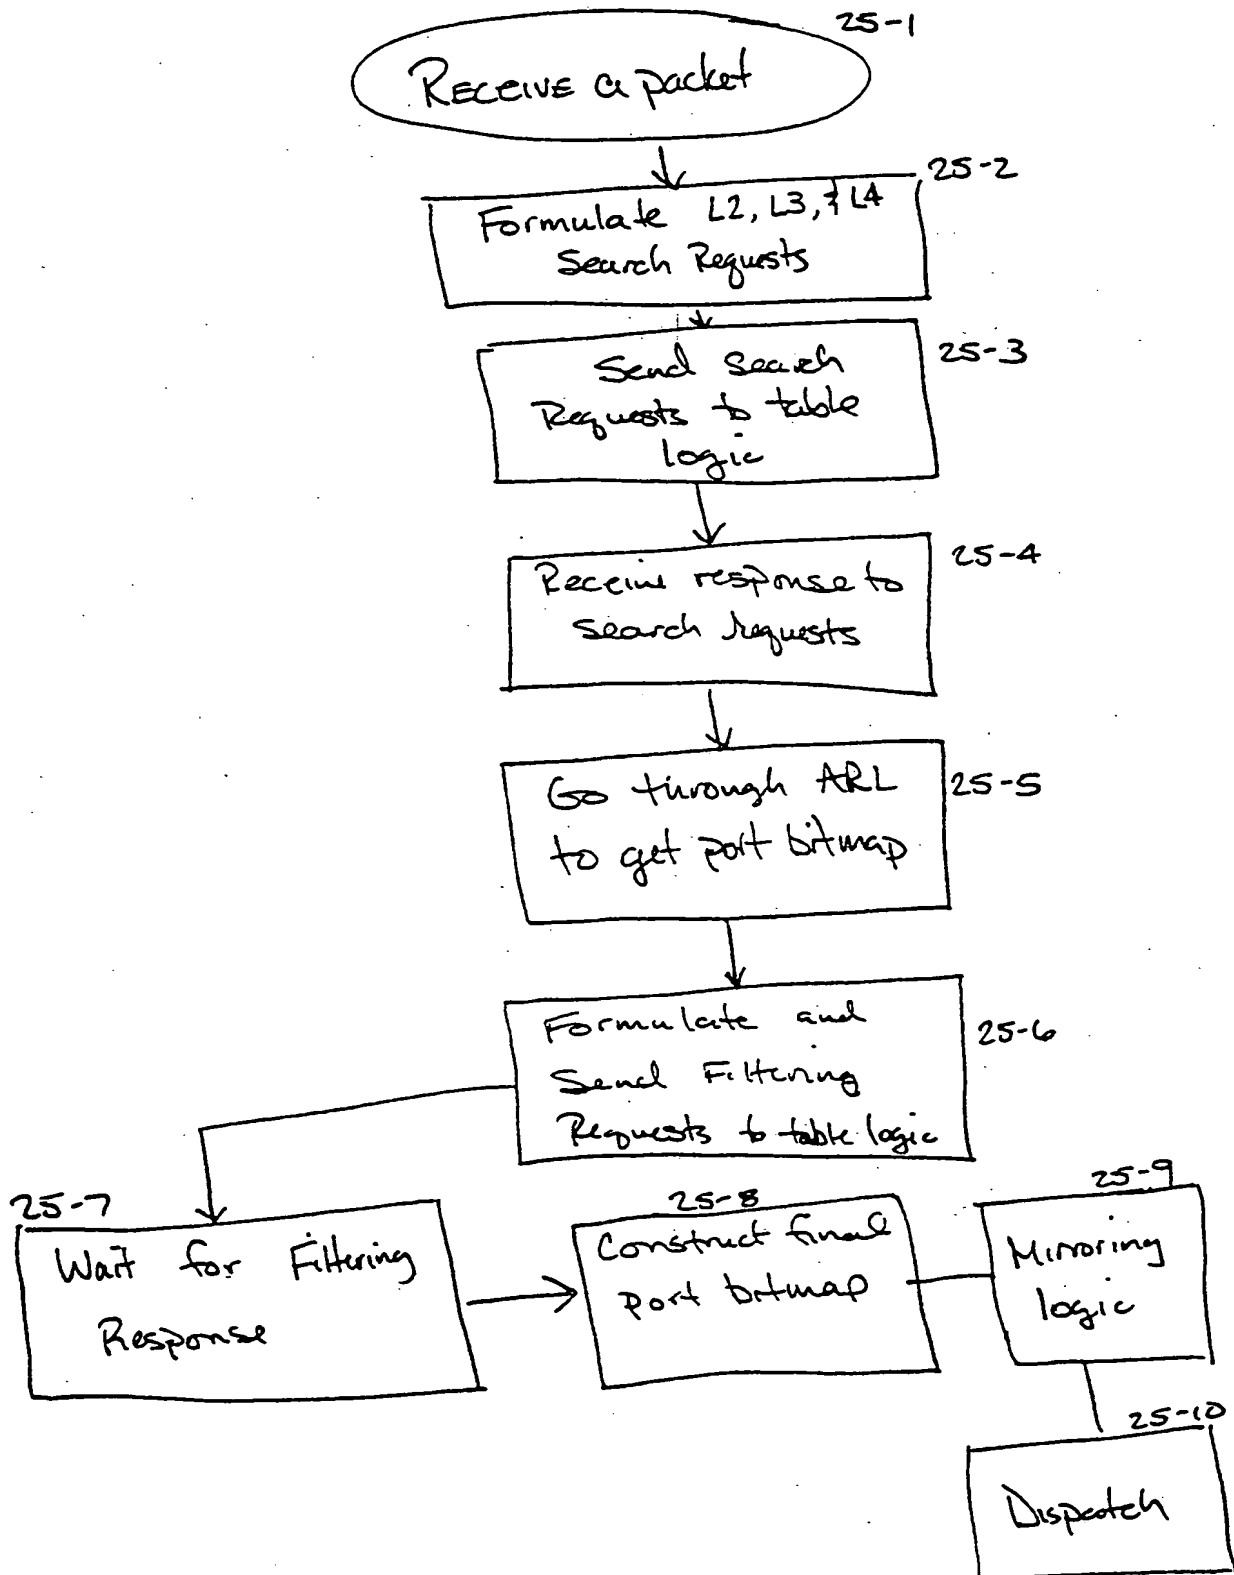 25-1
RECEIVE a packet
25-2
Formulate L2, L3, & L4
Search Requests
25-3
Send search
Requests to table
logic
25-4
Receive response to
search requests
25-5
Go through ARL
to get port bitmap
25-6
Formulate and
Send Filtering
Requests to table logic
25-7
Wait for Filtering
Response
25-8
Construct final
port bitmap
25-9
Mirroring
logic
25-10
Dispatch